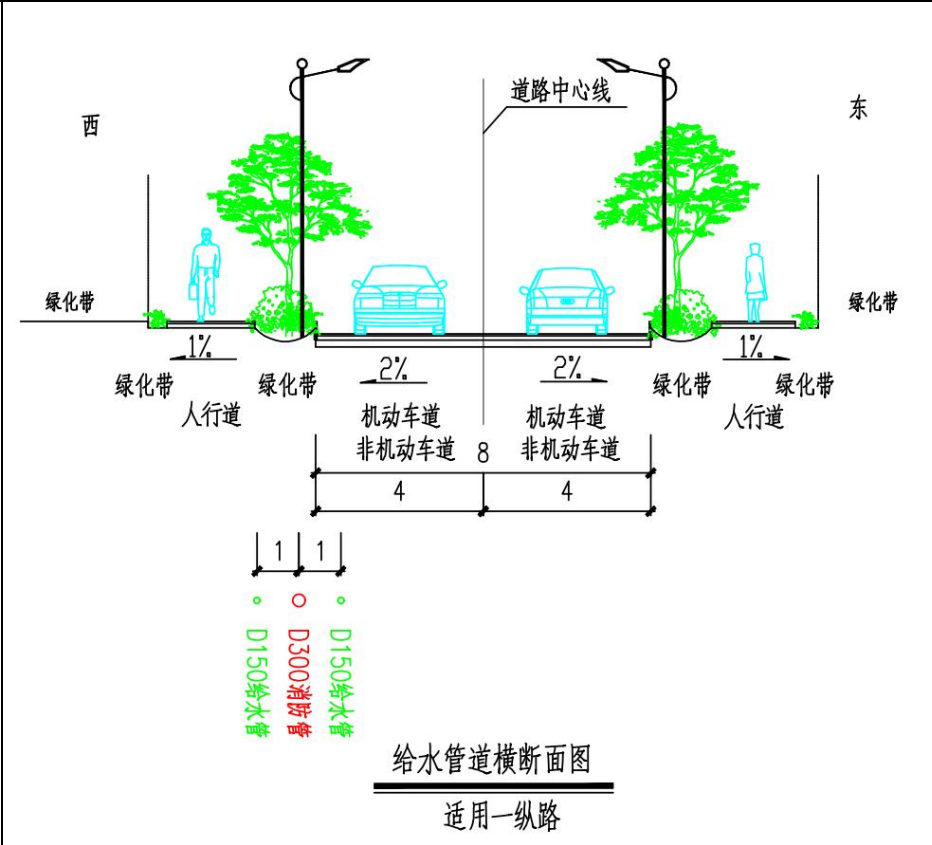 道路中心线
西
东
绿化带
绿化带
1%
1%
2%
2%
绿化带
绿化带
绿化带
绿化带
人行道
机动车道
机动车道
人行道
非机动车道
8
非机动车道
4
4
1
1
D150给水管
D300消防管
D150给水管
给水管道横断面图
适用一纵路